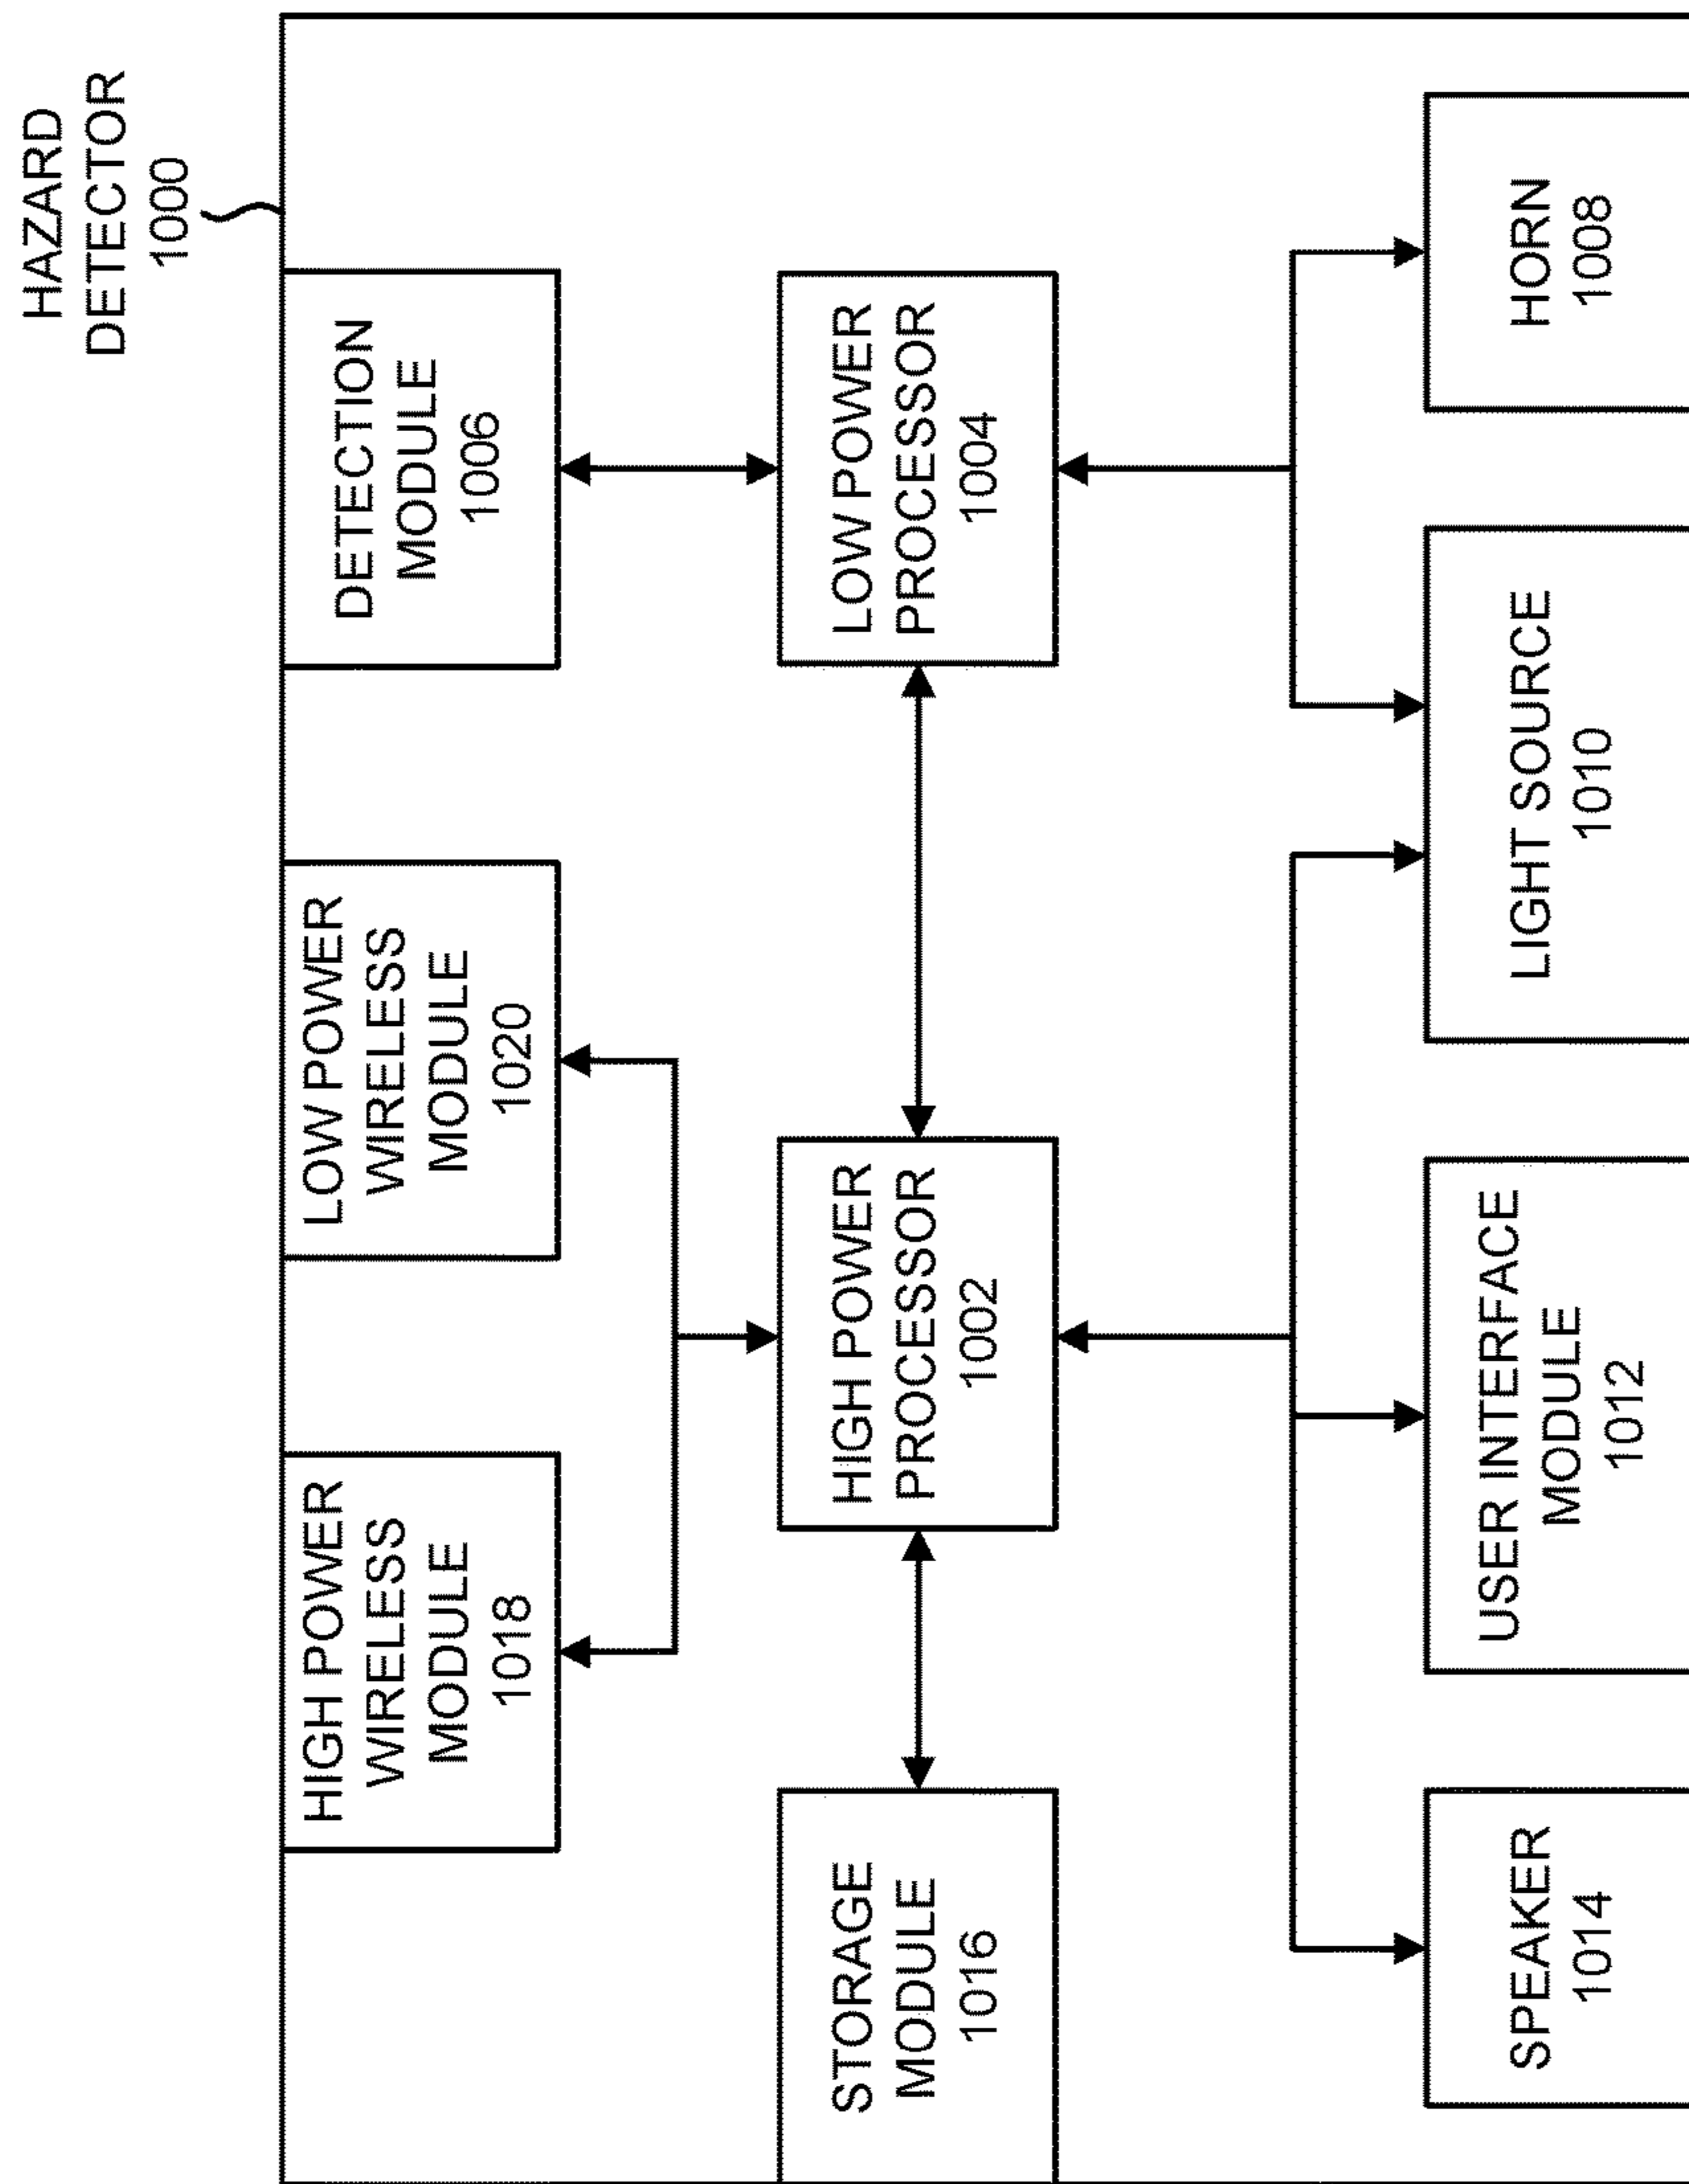 HAZARD
DETECTOR
1000
HIGH POWER
WIRELESS
MODULE
1018
LOW POWER
WIRELESS
MODULE
1020
DETECTION
MODULE
1006
STORAGE
MODULE
1016
HIGH POWER
PROCESSOR
1002
LOW POWER
PROCESSOR
1004
SPEAKER
1014
USER INTERFACE
MODULE
1012
LIGHT SOURCE
1010
HORN
1008